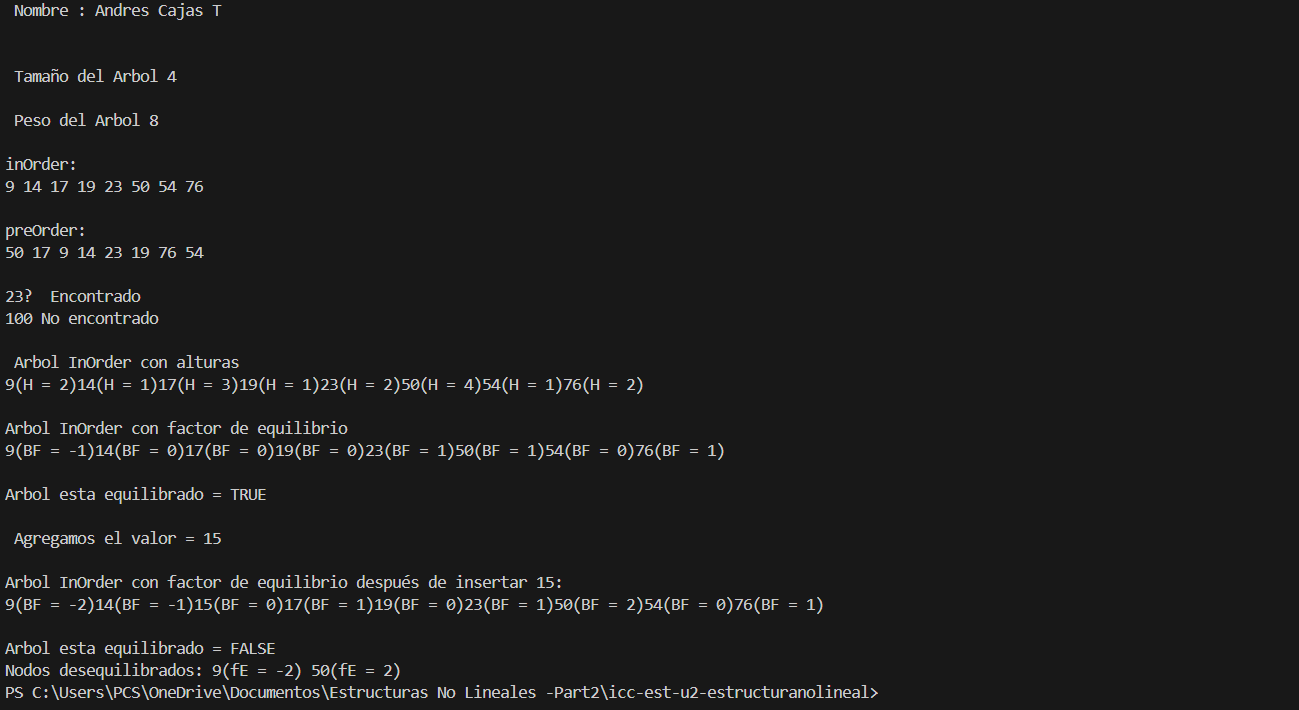 Nombre : Andres Cajas T
Tamaño del Arbol 4
Peso del Arbol 8
inOrder:
9 14 17 19 23 50 54 76
preOrder:
50 17 9 14 23 19 76 54
23?  Encontrado
100 No encontrado
Arbol InOrder con alturas
9(H = 2)14(H = 1)17(H = 3)19(H = 1)23(H = 2)50(H = 4)54(H = 1)76(H = 2)
Arbol InOrder con factor de equilibrio
9(BF = -1)14(BF = 0)17(BF = 0)19(BF = 0)23(BF = 1)50(BF = 1)54(BF = 0)76(BF = 1)
Arbol esta equilibrado = TRUE
Agregamos el valor = 15
Arbol InOrder con factor de equilibrio después de insertar 15:
9(BF = -2)14(BF = -1)15(BF = 0)17(BF = 1)19(BF = 0)23(BF = 1)50(BF = 2)54(BF = 0)76(BF = 1)
Arbol esta equilibrado = FALSE
Nodos desequilibrados: 9(fE = -2) 50(fE = 2)
PS C:\Users\PCS\OneDrive\Documentos\Estructuras No Lineales -Part2\icc-est-u2-estructuranolineal>